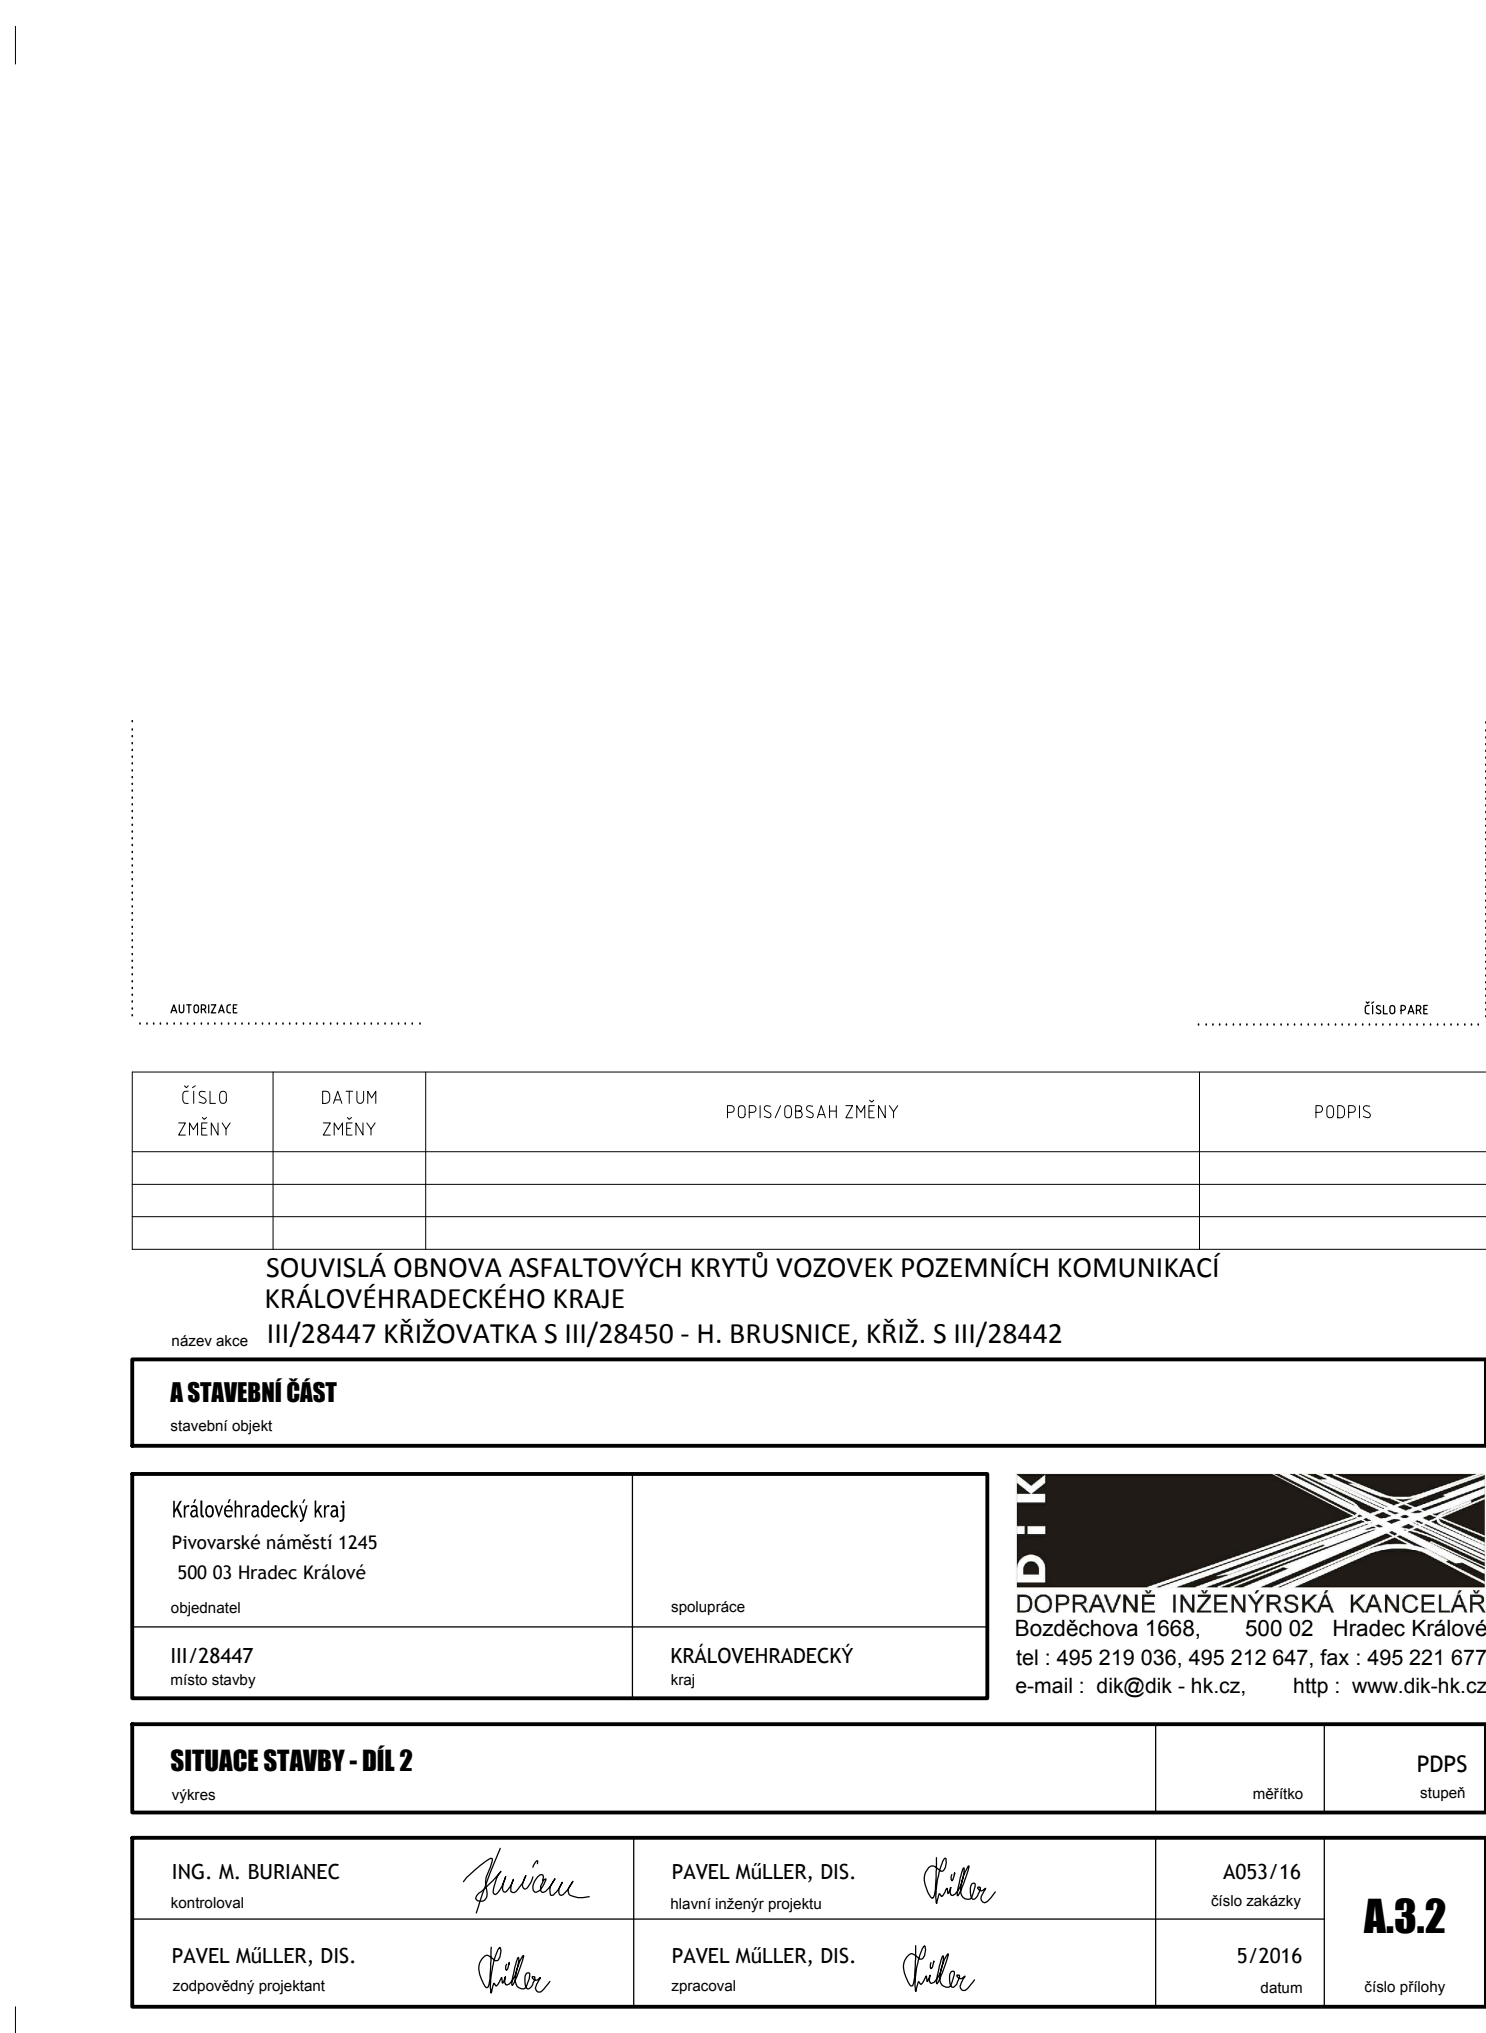 AUTORIZACE
ČÍSLO PARE
ČÍSLO ZMĚNY
DATUM ZMĚNY
POPIS/OBSAH ZMĚNY
PODPIS
SOUVISLÁ OBNOVA ASFALTOVÝCH KRYTŮ VOZOVEK POZEMNÍCH KOMUNIKACÍ
KRÁLOVÉHRADECKÉHO KRAJE
název akce III/28447 KŘIŽOVATKA S III/28450 - H. BRUSNICE, KŘIŽ. S III/28442
A STAVEBNÍ ČÁST
stavební objekt
Královéhradecký kraj
Pivovarské náměstí 1245
500 03 Hradec Králové
objednatel
spolupráce
III/28447
místo stavby
KRÁLOVEHRADECKÝ
kraj
DiK
DOPRAVNĚ INŽENÝRSKÁ KANCELÁŘ
Bozděchova 1668, 500 02 Hradec Králové
tel : 495 219 036, 495 212 647, fax : 495 221 677
e-mail : dik@dik - hk.cz, http : www.dik-hk.cz
SITUACE STAVBY - DÍL 2
výkres
měřítko
PDPS
stupeň
ING. M. BURIANEC
kontroloval
PAVEL MűLLER, DIS.
hlavní inženýr projektu
A053/16
číslo zakázky
PAVEL MűLLER, DIS.
zodpovědný projektant
PAVEL MűLLER, DIS.
zpracoval
5/2016
datum
A.3.2
číslo přílohy